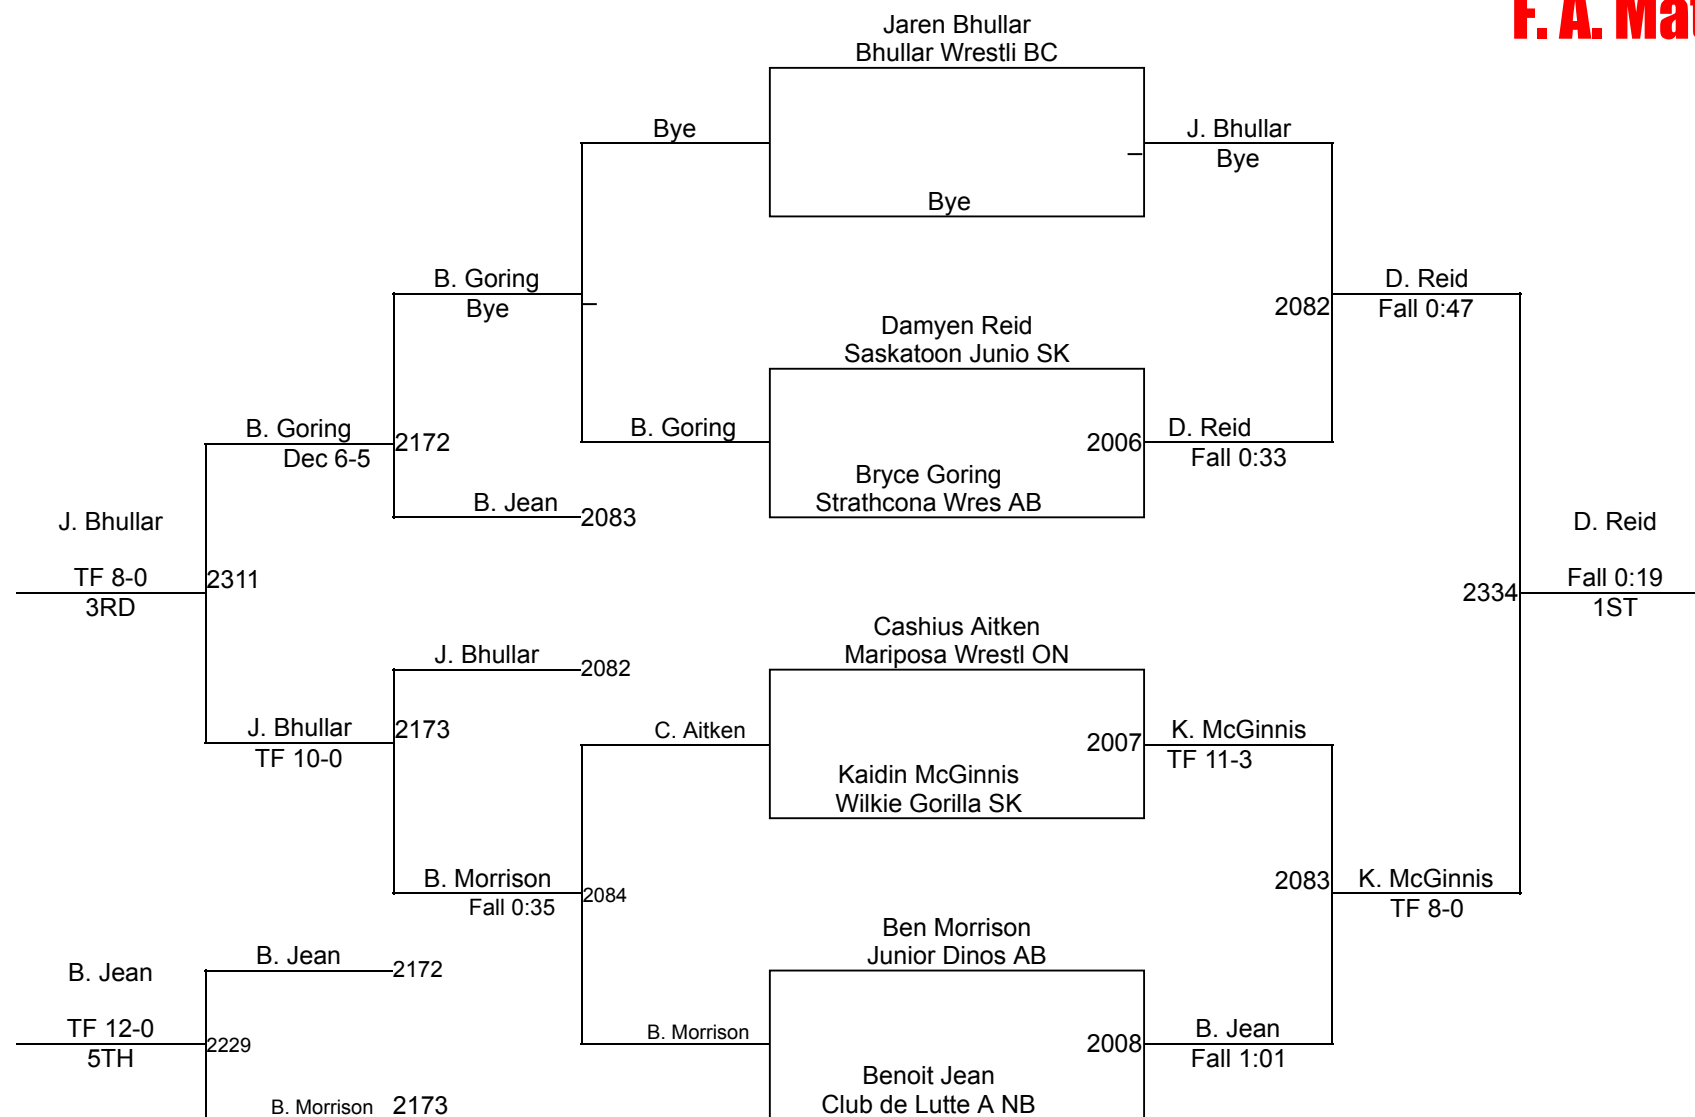 F. A. Mat
Jaren Bhullar
Bhullar Wrestli BC
Bye
J. Bhullar
–
Bye
Bye
B. Goring
Bye
–
D. Reid
2082
Fall 0:47
Damyen Reid
Saskatoon Junio SK
B. Goring
Dec 6-5
2172
B. Goring
2006
D. Reid
Fall 0:33
Bryce Goring
Strathcona Wres AB
B. Jean
2083
J. Bhullar
TF 8-0
3RD
2311
D. Reid
2334
Fall 0:19
1ST
Cashius Aitken
Mariposa Wrestl ON
J. Bhullar
2082
J. Bhullar
TF 10-0
2173
C. Aitken
2007
K. McGinnis
TF 11-3
Kaidin McGinnis
Wilkie Gorilla SK
B. Morrison
Fall 0:35
2084
2083
K. McGinnis
TF 8-0
Ben Morrison
Junior Dinos AB
B. Jean
B. Jean
2172
TF 12-0
5TH
2229
B. Morrison
2008
B. Jean
Fall 1:01
Benoit Jean
Club de Lutte A NB
B. Morrison
2173